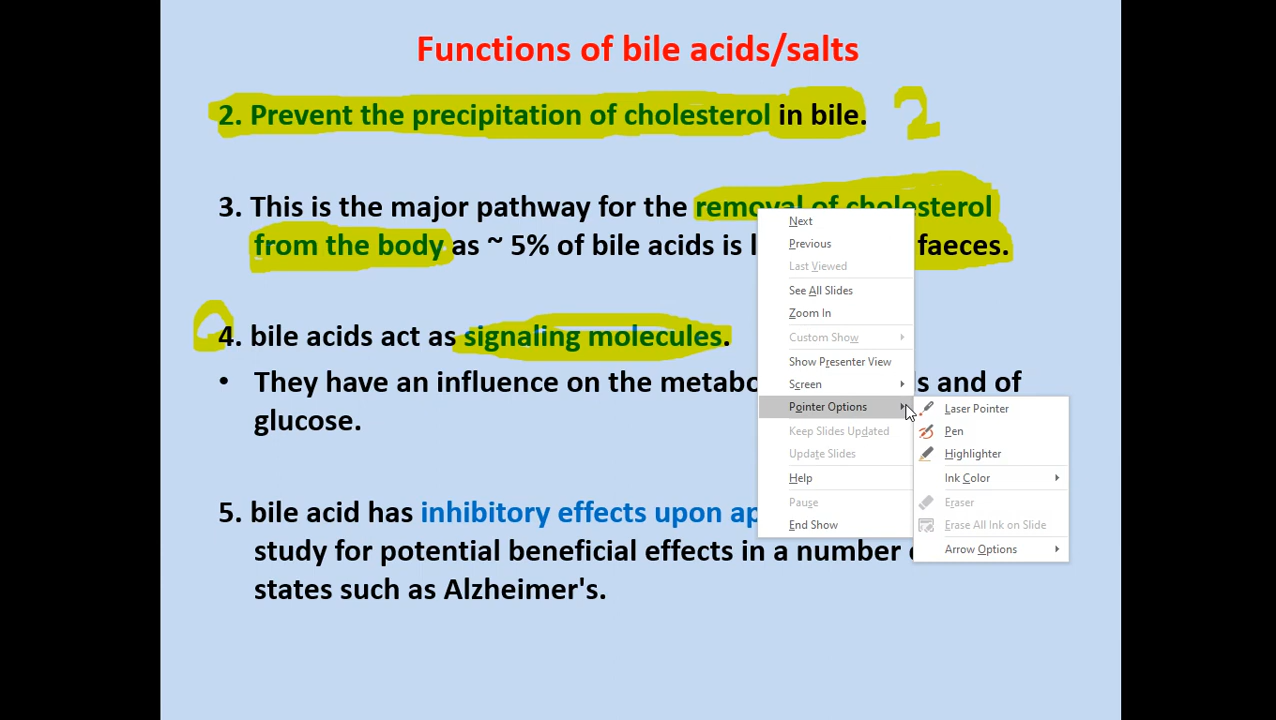 Functions of bile acids/salts
2. Prevent the precipitation of cholesterol in bile. 2
3. This is the major pathway for the removal of cholesterol
from the body as ~ 5% of bile acids is faeces.
4. bile acids act as signaling molecules.
• They have an influence on the and of
glucose.
5. bile acid has inhibitory effects upon
study for potential beneficial effects in a number
states such as Alzheimer's.
Next
Previous
Last Viewed
See All Slides
Zoom In
Custom Show
Show Presenter View
Screen
Pointer Options
Keep Slides Updated
Update Slides
Help
Pause
End Show
Laser Pointer
Pen
Highlighter
Ink Color
Eraser
Erase All Ink on Slide
Arrow Options